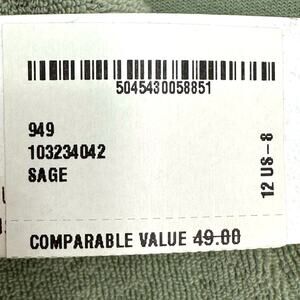 5045430058851
949
103234042
SAGE
12 US-8
COMPARABLE VALUE 49.00